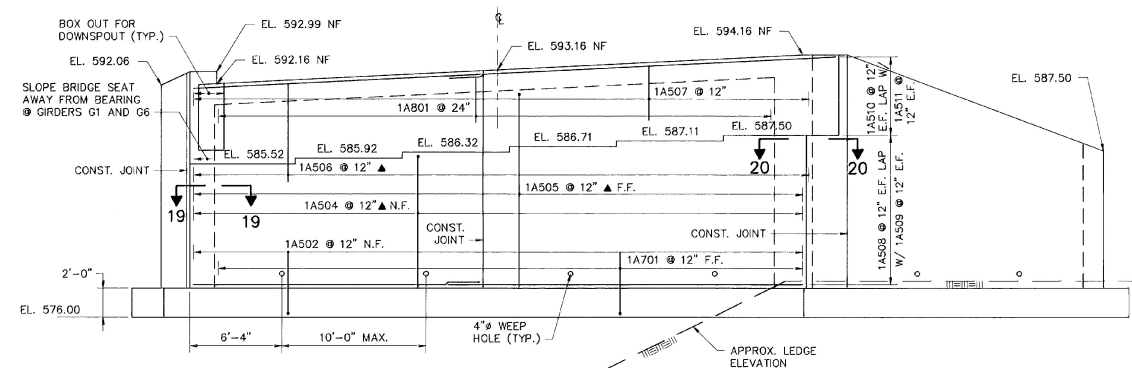 BOX OUT FOR
DOWNSPOUT (TYP.)
EL. 592.99 NF
EL. 592.06
EL. 592.16 NF
℄
EL. 593.16 NF
EL. 594.16 NF
EL. 587.50
SLOPE BRIDGE SEAT
AWAY FROM BEARING
@ GIRDERS G1 AND G6
1A507 @ 12"
1A801 @ 24"
1A510 @ 12"
E.F. LAP W/
1A511 @
12" E.F.
EL. 585.52
EL. 585.92
EL. 586.32
EL. 586.71
EL. 587.11
EL. 587.50
CONST. JOINT
1A506 @ 12" ▲
20
20
1A505 @ 12" ▲ F.F.
19
19
1A504 @ 12"▲ N.F.
CONST.
JOINT
CONST. JOINT
1A508 @ 12" E.F. LAP
W/ 1A509 @ 12" E.F.
1A502 @ 12" N.F.
1A701 @ 12" F.F.
2'-0"
EL. 576.00
6'-4"
10'-0" MAX.
4"ø WEEP
HOLE (TYP.)
APPROX. LEDGE
ELEVATION